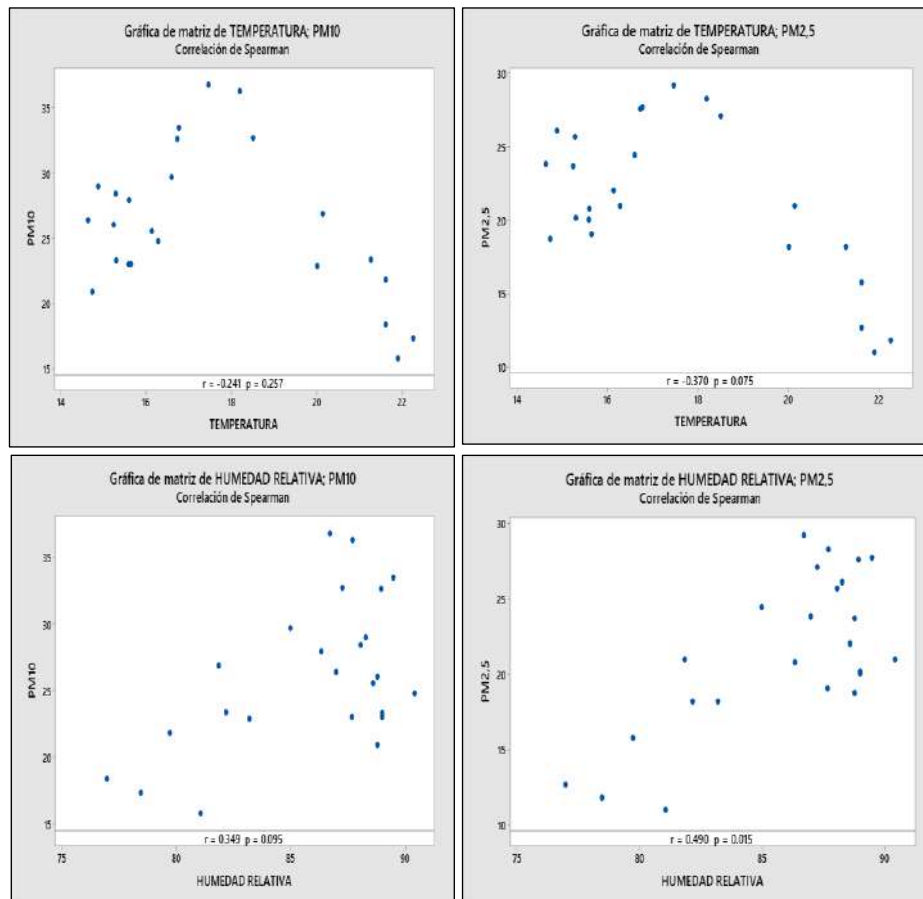 Gráfica de matriz de TEMPERATURA; PM10
Correlación de Spearman
35
30
25
20
15
PM10
r = -0.241 p = 0.257
14 16 18 20 22
TEMPERATURA
Gráfica de matriz de TEMPERATURA; PM2,5
Correlación de Spearman
30
25
20
15
10
PM2,5
r = -0.370 p = 0.075
14 16 18 20 22
TEMPERATURA
Gráfica de matriz de HUMEDAD RELATIVA; PM10
Correlación de Spearman
35
30
25
20
15
PM10
r = 0.349 p = 0.095
75 80 85 90
HUMEDAD RELATIVA
Gráfica de matriz de HUMEDAD RELATIVA; PM2,5
Correlación de Spearman
30
25
20
15
10
PM2,5
r = 0.490 p = 0.015
75 80 85 90
HUMEDAD RELATIVA